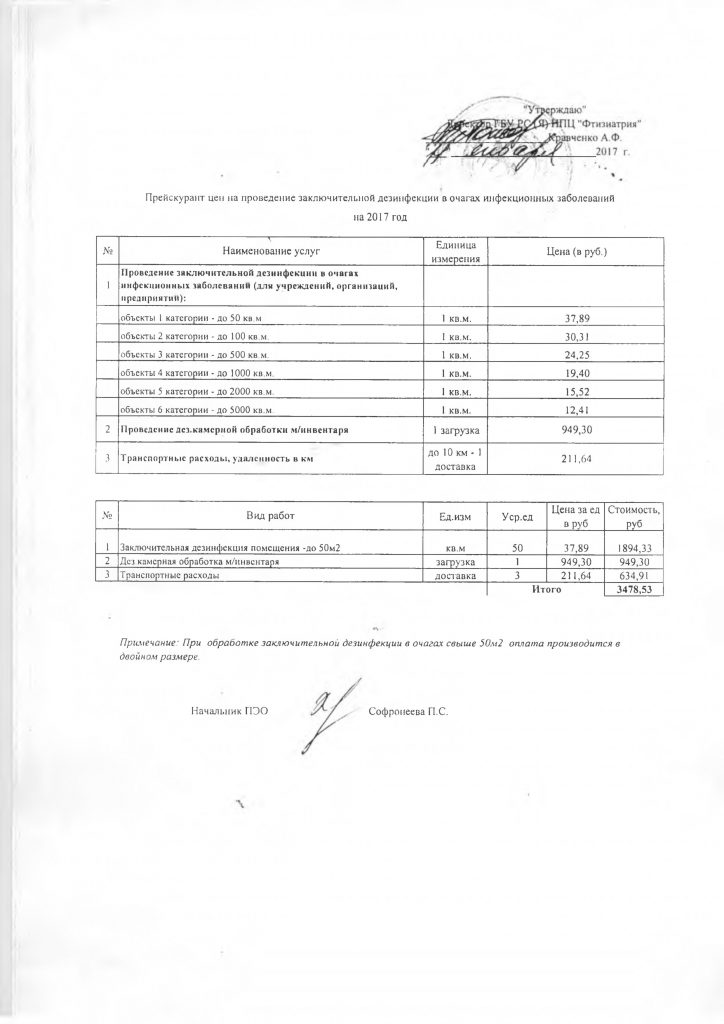 "Утверждаю"
Директор ГБУ РС (Я) НПЦ "Фтизиатрия"
Кравченко А.Ф.
января 2017 г.
Прейскурант цен на проведение заключительной дезинфекции в очагах инфекционных заболеваний
на 2017 год
№ Наименование услуг Единица измерения Цена (в руб.)
1 Проведение заключительной дезинфекции в очагах
инфекционных заболеваний (для учреждений, организаций,
предприятий):
объекты 1 категории - до 50 кв.м 1 кв.м. 37,89
объекты 2 категории - до 100 кв.м. 1 кв.м. 30,31
объекты 3 категории - до 500 кв.м. 1 кв.м. 24,25
объекты 4 категории - до 1000 кв.м. 1 кв.м. 19,40
объекты 5 категории - до 2000 кв.м. 1 кв.м. 15,52
объекты 6 категории - до 5000 кв.м. 1 кв.м. 12,41
2 Проведение дез.камерной обработки м/инвентаря 1 загрузка 949,30
3 Транспортные расходы, удаленность в км до 10 км - 1 доставка 211,64
№ Вид работ Ед.изм Уср.ед Цена за ед в руб Стоимость, руб
1 Заключительная дезинфекция помещения -до 50м2 кв.м 50 37,89 1894,33
2 Дез камерная обработка м/инвентаря загрузка 1 949,30 949,30
3 Транспортные расходы доставка 3 211,64 634,91
Итого 3478,53
Примечание: При обработке заключительной дезинфекции в очагах свыше 50м2 оплата производится в
двойном размере.
Начальник ПЭО Софронеева П.С.